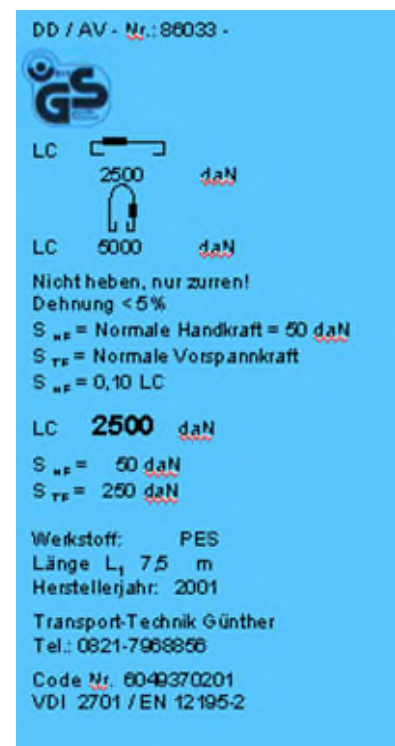 DD / AV - Nr.: 86033 -
GS
LC
2500 daN
LC 5000 daN
Nicht heben, nur zurren!
Dehnung <5%
S HF = Normale Handkraft = 50 daN
S TF = Normale Vorspannkraft
S HF = 0,10 LC
LC 2500 daN
S HF = 50 daN
S TF = 250 daN
Werkstoff: PES
Länge L1 7,5 m
Herstellerjahr: 2001
Transport-Technik Günther
Tel.: 0821-7968856
Code Nr. 6049370201
VDI 2701 / EN 12195-2